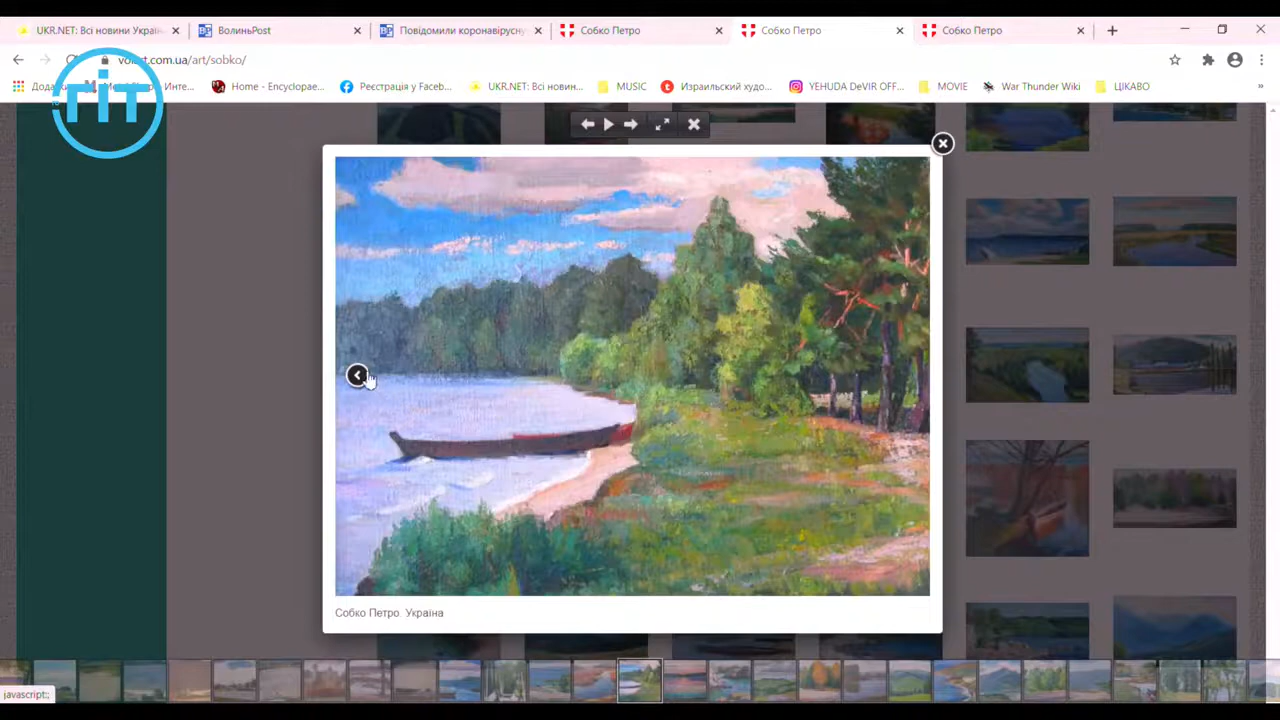 UKR.NET: Всі новини Україн
ВолиньPost
Повідомили коронавірусну
Собко Петро
Собко Петро
Собко Петро
.com.ua/art/sobko/
Home - Encyclopae...
Реєстрація у Faceb...
UKR.NET: Всі новин...
MUSIC
Израильский худо...
YEHUDA DeVIR OFF...
MOVIE
War Thunder Wiki
ЦІКАВО
»
ГІТ
Собко Петро. Україна
javascript:;